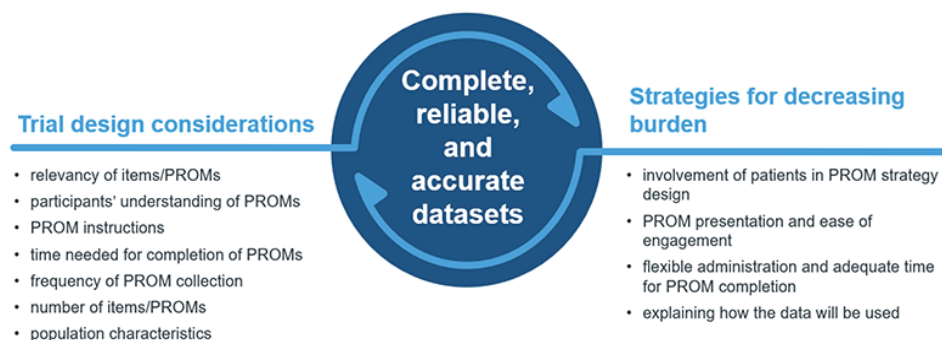 Trial design considerations
• relevancy of items/PROMs
• participants' understanding of PROMs
• PROM instructions
• time needed for completion of PROMs
• frequency of PROM collection
• number of items/PROMs
• population characteristics
Complete,
reliable,
and
accurate
datasets
Strategies for decreasing
burden
• involvement of patients in PROM strategy
design
• PROM presentation and ease of
engagement
• flexible administration and adequate time
for PROM completion
• explaining how the data will be used